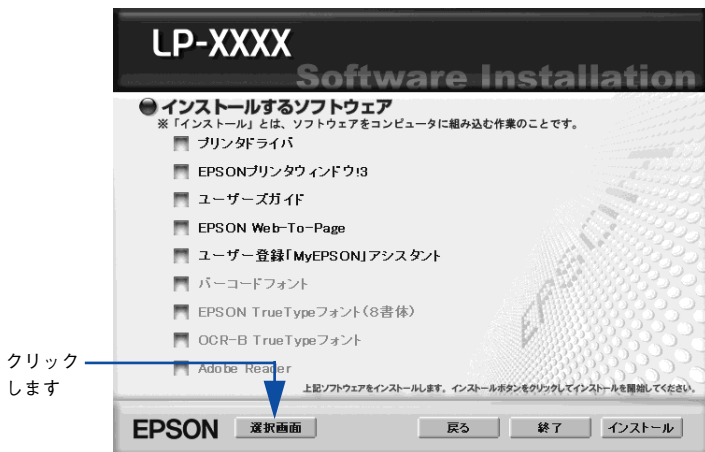 LP-XXXX
Software Installation
インストールするソフトウェア
※「インストール」とは、ソフトウェアをコンピュータに組み込む作業のことです。
プリンタドライバ
EPSONプリンタウィンドウ!3
ユーザーズガイド
EPSON Web-To-Page
ユーザー登録「MyEPSON」アシスタント
バーコードフォント
EPSON TrueTypeフォント(8書体)
OCR-B TrueTypeフォント
Adobe Reader
クリック
します
上記ソフトウェアをインストールします。インストールボタンをクリックしてインストールを開始してください。
EPSON 選択画面 戻る 終了 インストール
EPSON